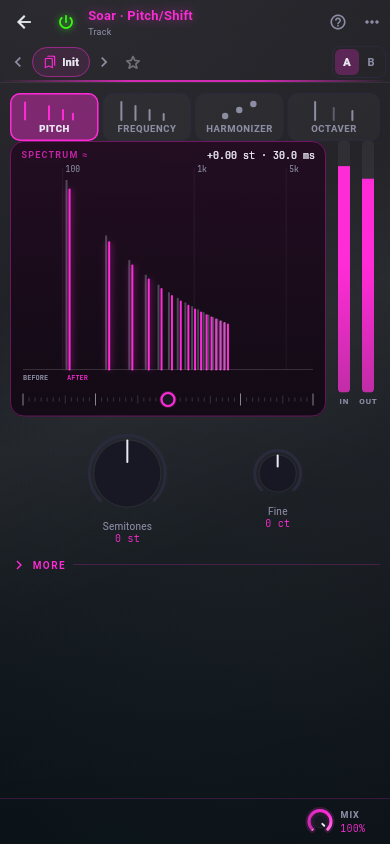 Soar · Pitch/Shift
Track
Init
A B
PITCH FREQUENCY HARMONIZER OCTAVER
SPECTRUM ≈ +0.00 st · 30.0 ms
100 1k 5k
BEFORE AFTER
IN OUT
Semitones
0 st
Fine
0 ct
MORE
MIX
100%